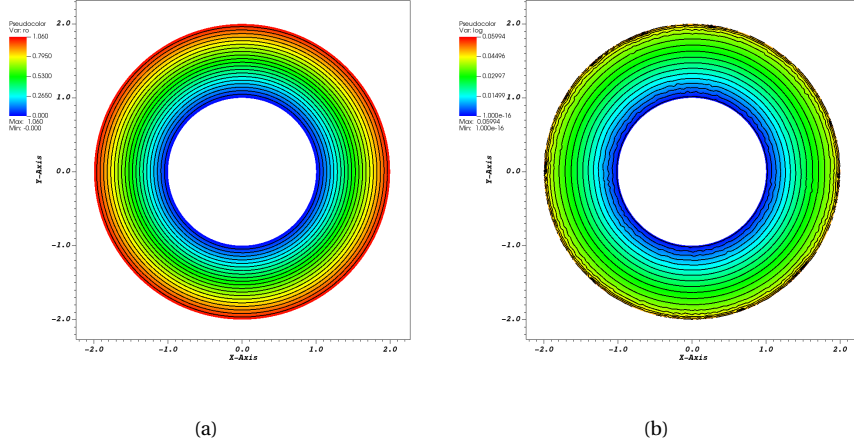 Pseudocolor
Var: ro
1.060
0.7950
0.5300
0.2650
0.000
Max: 1.060
Min: -0.000
2.0
1.0
0.0
-1.0
-2.0
Y-Axis
-2.0 -1.0 0.0 1.0 2.0
X-Axis
(a)
Pseudocolor
Var: log
0.05994
0.04496
0.02997
0.01499
1.000e-16
Max: 0.05994
Min: 1.000e-16
2.0
1.0
0.0
-1.0
-2.0
Y-Axis
-2.0 -1.0 0.0 1.0 2.0
X-Axis
(b)